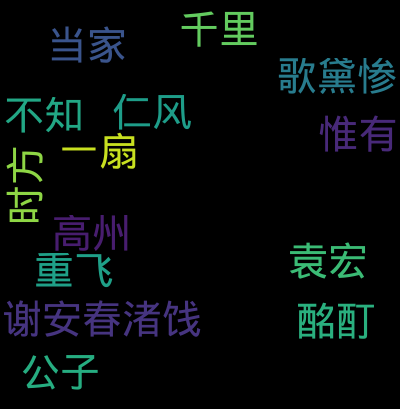 千里
当家
歌黛惨
仁风
不知
惟有
一扇
时方
高州
袁宏
重飞
谢安春渚饯
酩酊
公子